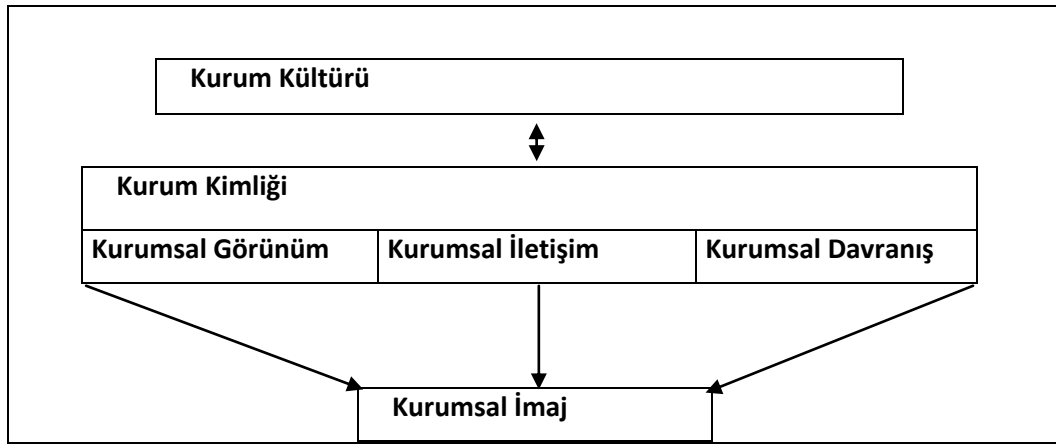 Kurum Kültürü
Kurum Kimliği
Kurumsal Görünüm Kurumsal İletişim Kurumsal Davranış
Kurumsal İmaj